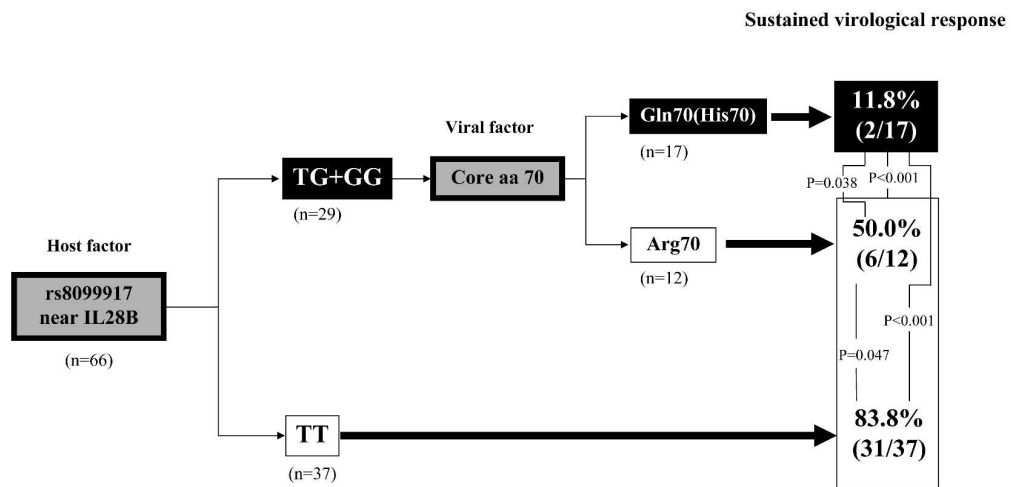 Sustained virological response
11.8%
(2/17)
Gln70(His70)
(n=17)
Viral factor
TG+GG
(n=29)
Core aa 70
P=0.038
P<0.001
50.0%
(6/12)
Arg70
(n=12)
Host factor
rs8099917
near IL28B
(n=66)
P<0.001
P=0.047
83.8%
(31/37)
TT
(n=37)